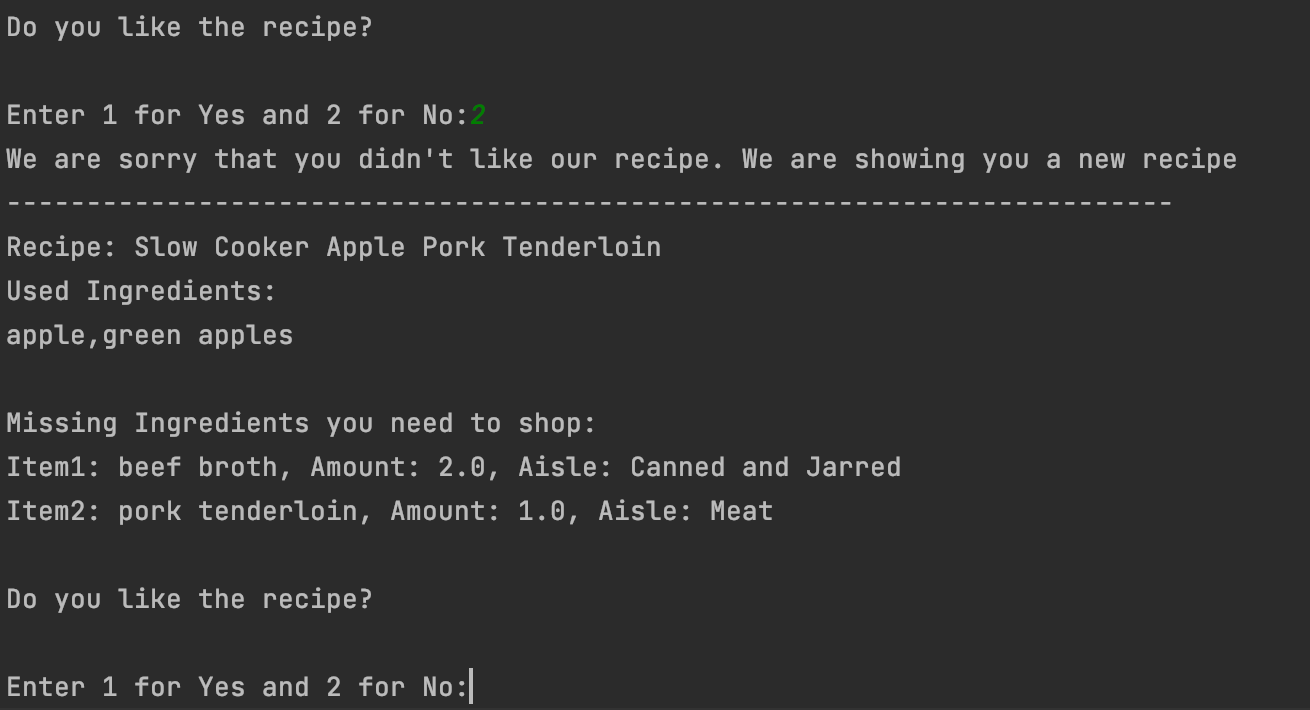 Do you like the recipe?
Enter 1 for Yes and 2 for No:2
We are sorry that you didn't like our recipe. We are showing you a new recipe
-------------------------------------------------------------------------
Recipe: Slow Cooker Apple Pork Tenderloin
Used Ingredients:
apple,green apples
Missing Ingredients you need to shop:
Item1: beef broth, Amount: 2.0, Aisle: Canned and Jarred
Item2: pork tenderloin, Amount: 1.0, Aisle: Meat
Do you like the recipe?
Enter 1 for Yes and 2 for No: